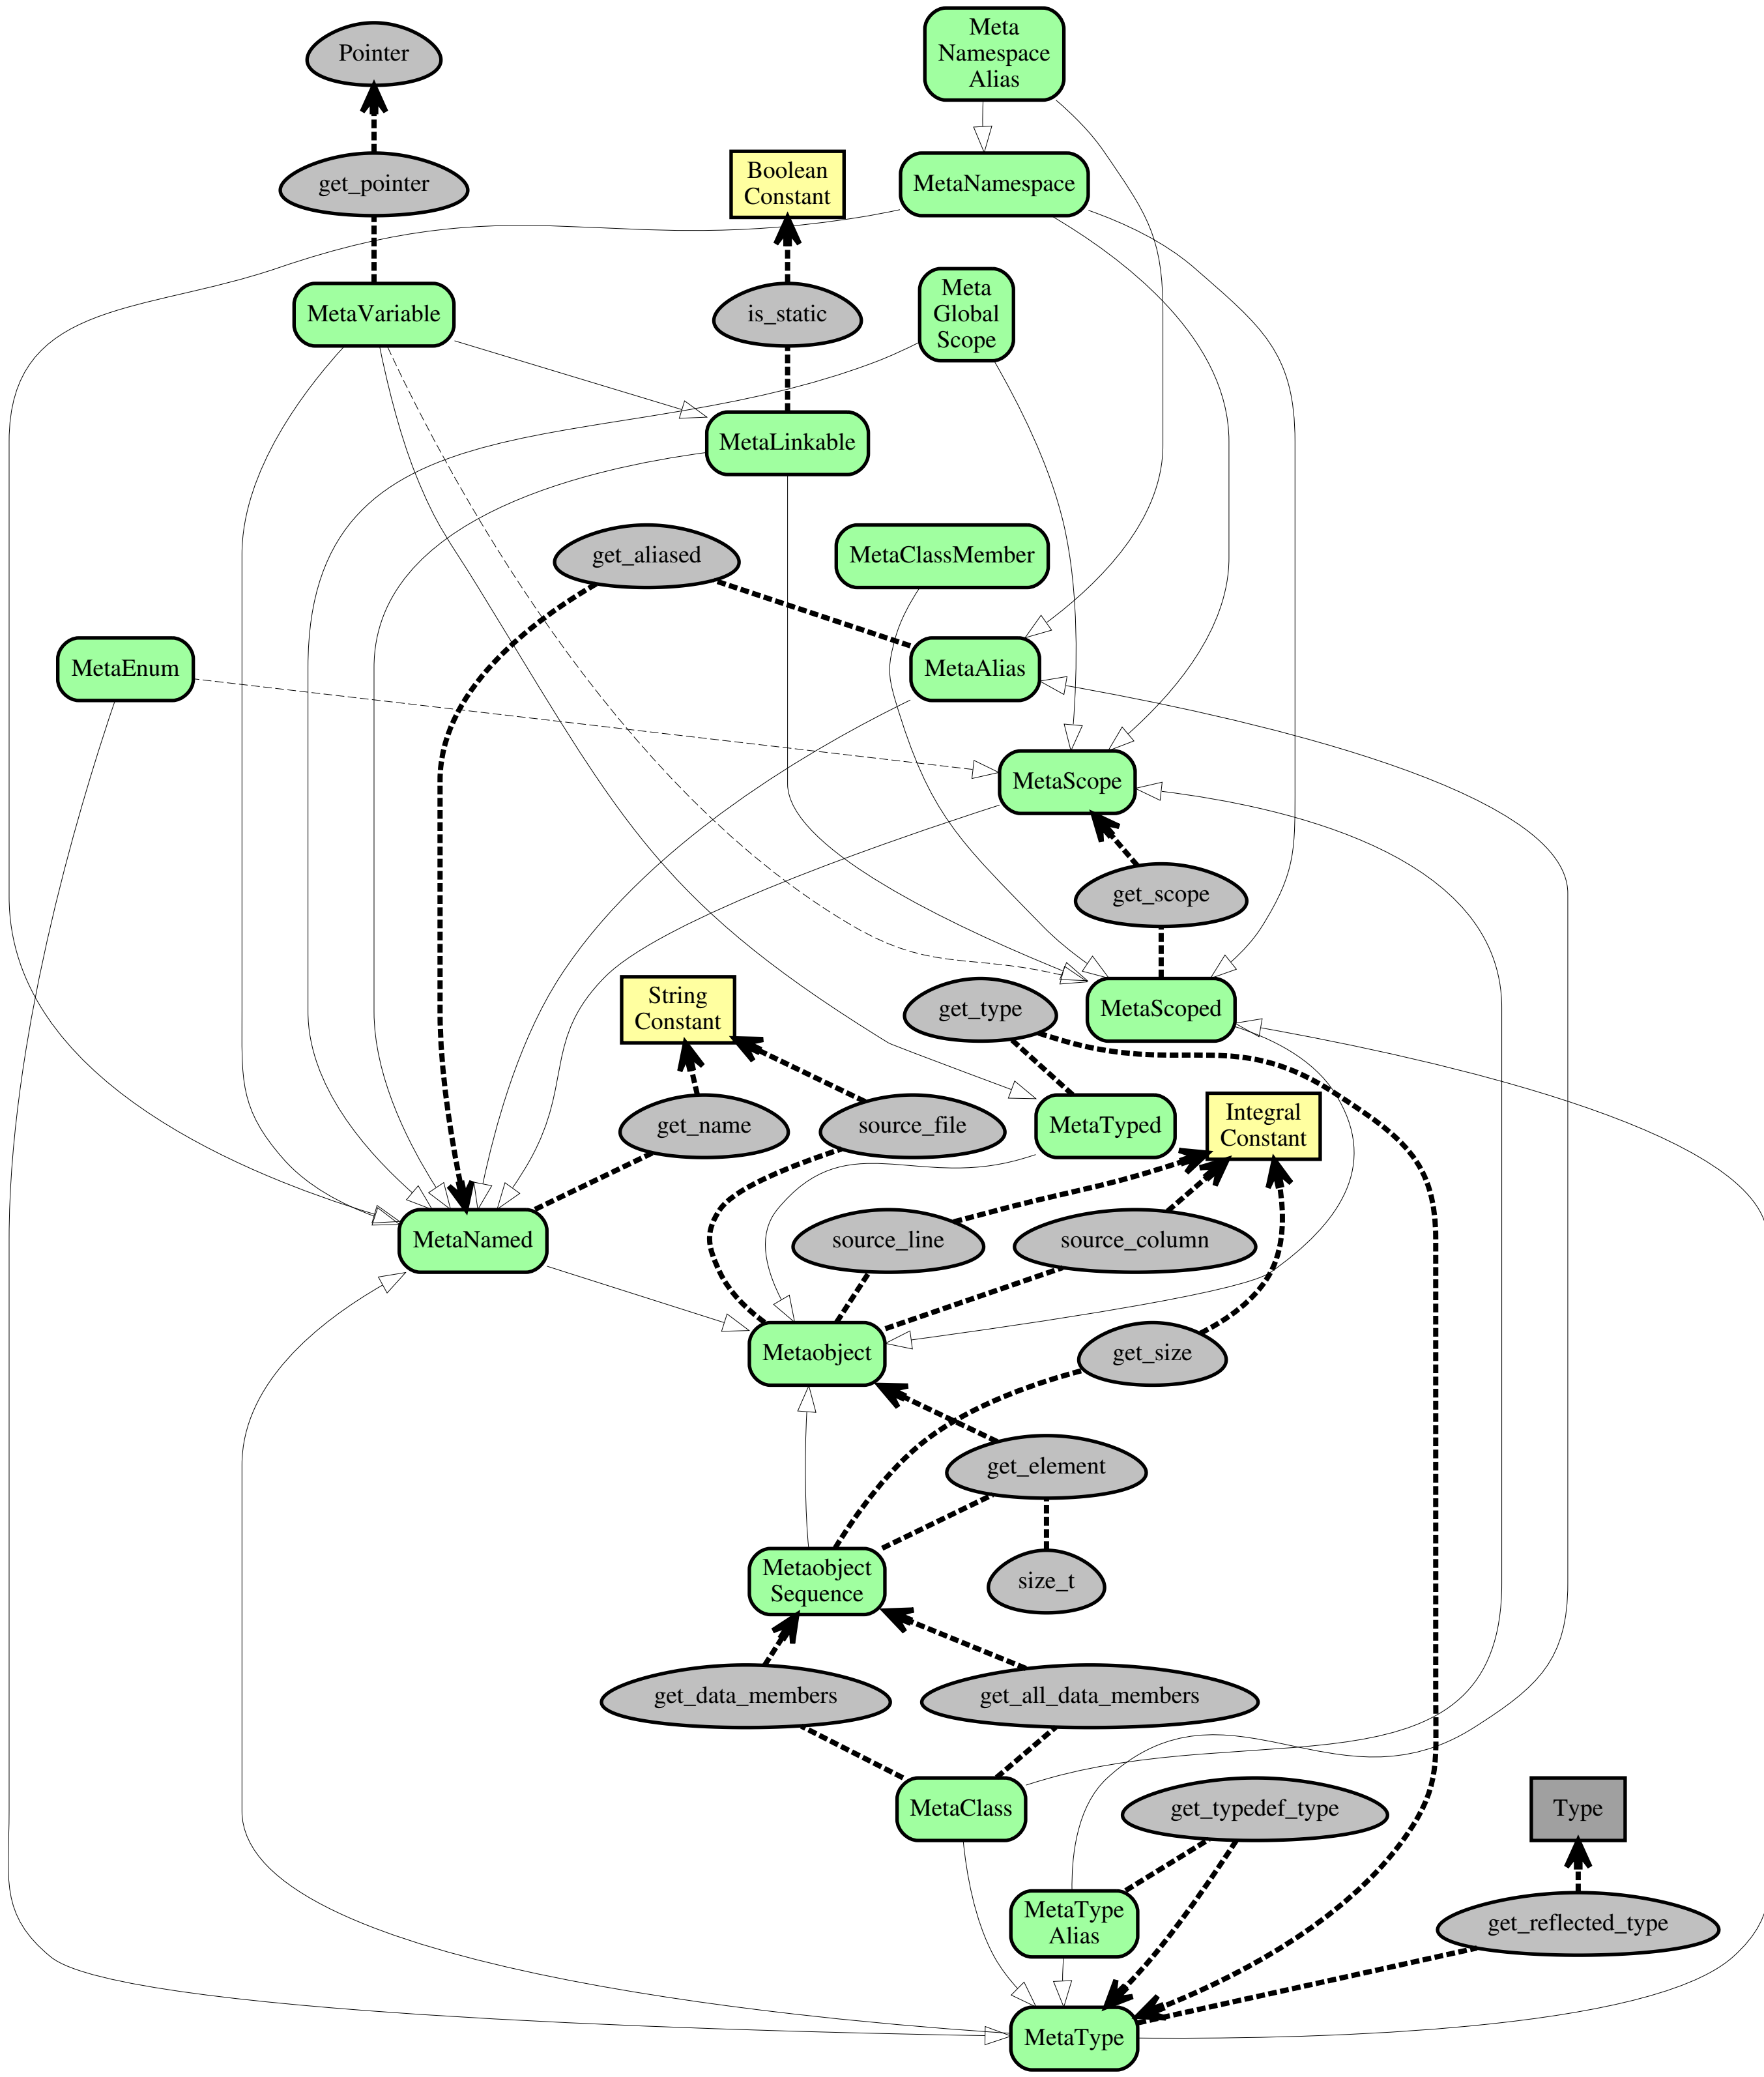 Meta
Namespace
Alias
Pointer
Boolean
Constant
get_pointer
MetaNamespace
Meta
Global
Scope
MetaVariable
is_static
MetaLinkable
get_aliased
MetaClassMember
MetaEnum
MetaAlias
MetaScope
get_scope
String
Constant
get_type
MetaScoped
get_name
source_file
MetaTyped
Integral
Constant
MetaNamed
source_line
source_column
Metaobject
get_size
get_element
Metaobject
Sequence
size_t
get_data_members
get_all_data_members
MetaClass
get_typedef_type
Type
MetaType
Alias
get_reflected_type
MetaType